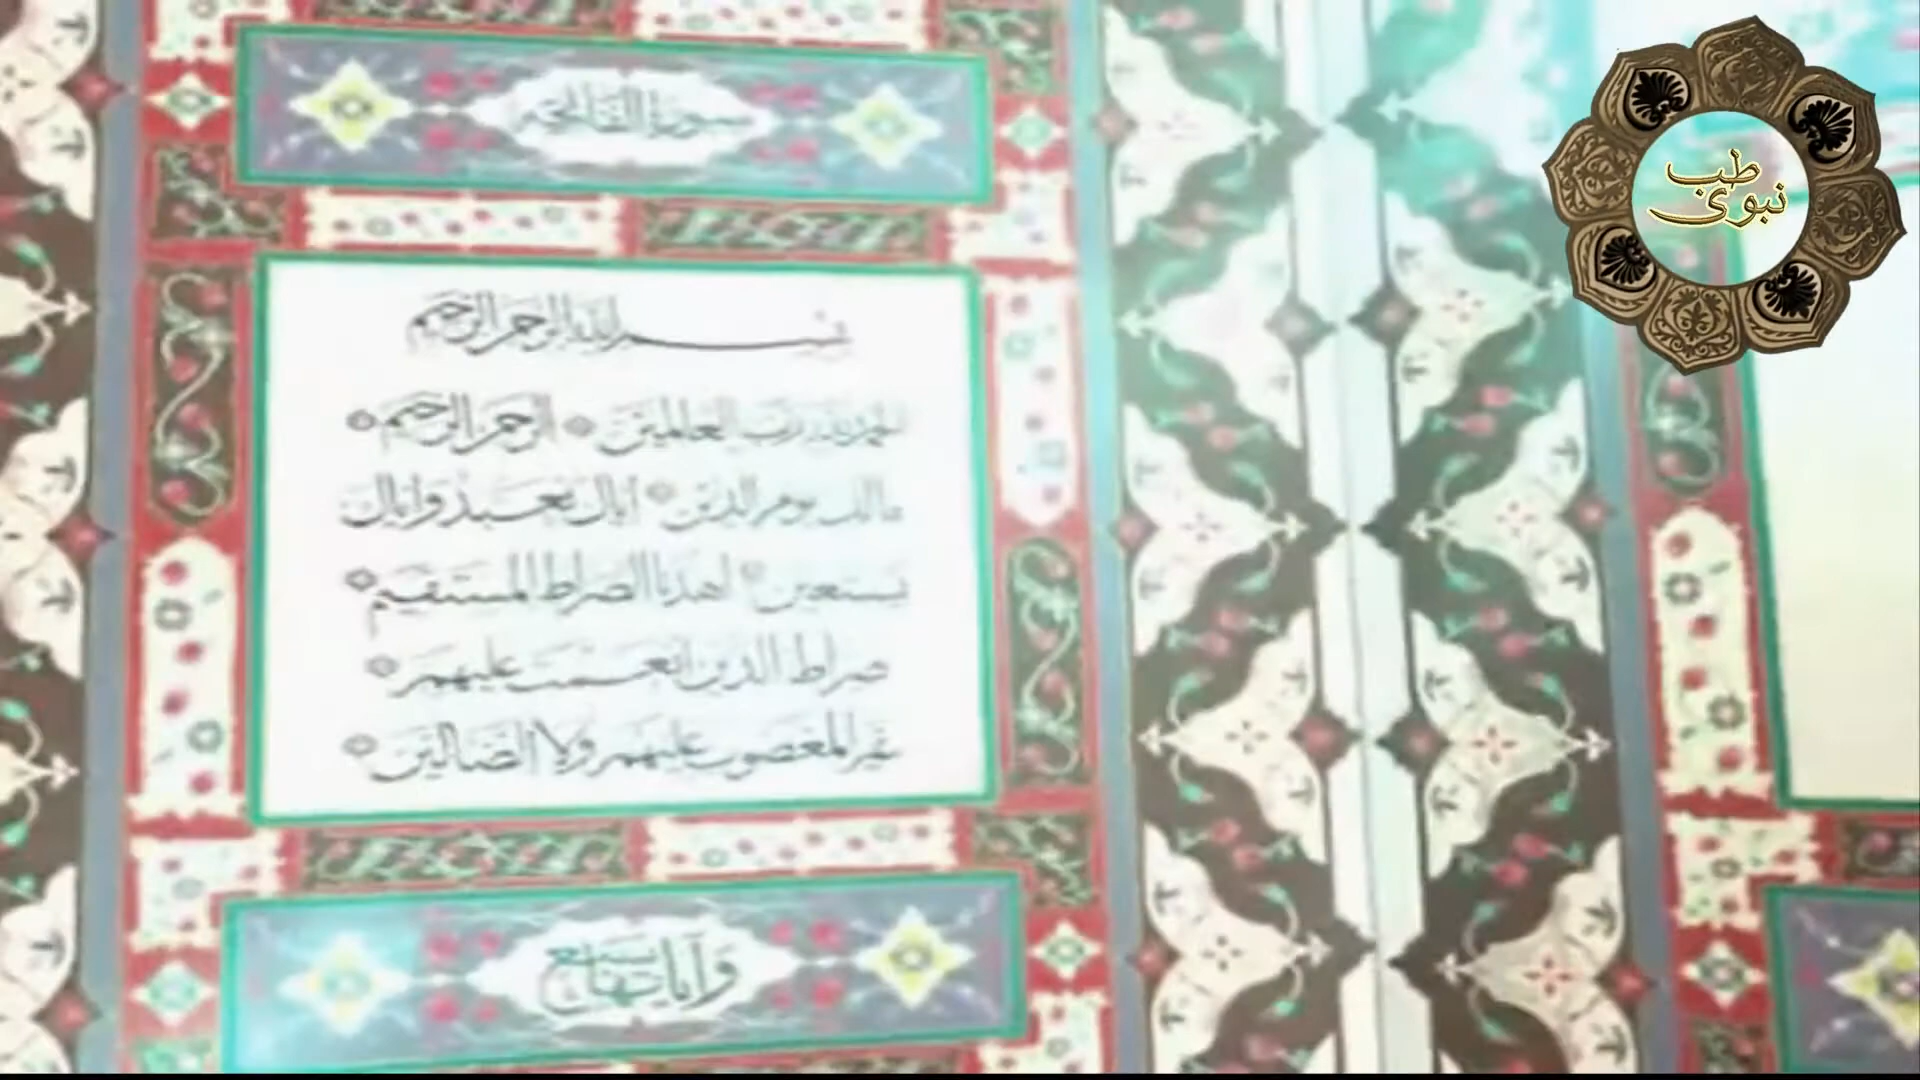 سورة الفاتحة
بسم الله الرحمن الرحيم
الحمد لله رب العالمين الرحمن الرحيم
مالك يوم الدين اياك نعبد واياك
نستعين اهدنا الصراط المستقيم
صراط الذين انعمت عليهم
غير المغضوب عليهم ولا الضالين
وآياتها سبع
طب
نبوی